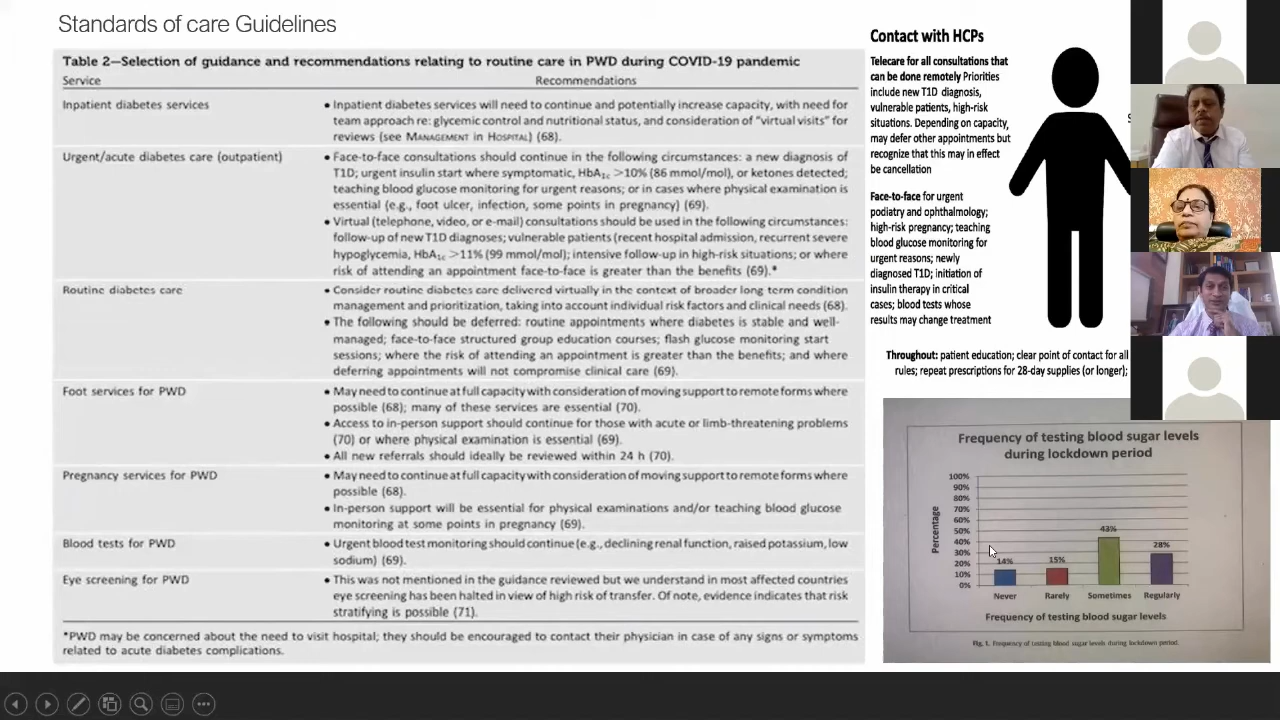 Standards of care Guidelines
Table 2—Selection of guidance and recommendations relating to routine care in PWD during COVID-19 pandemic
Service Recommendations
Inpatient diabetes services
• Inpatient diabetes services will need to continue and potentially increase capacity, with need for
team approach re: glycemic control and nutritional status, and consideration of "virtual visits" for
reviews (see MANAGEMENT IN HOSPITAL) (68).
Urgent/acute diabetes care (outpatient)
• Face-to-face consultations should continue in the following circumstances: a new diagnosis of
T1D; urgent insulin start where symptomatic, HbA1c >10% (86 mmol/mol), or ketones detected;
teaching blood glucose monitoring for urgent reasons; or in cases where physical examination is
essential (e.g., foot ulcer, infection, some points in pregnancy) (69).
• Virtual (telephone, video, or e-mail) consultations should be used in the following circumstances:
follow-up of new T1D diagnoses; vulnerable patients (recent hospital admission, recurrent severe
hypoglycemia, HbA1c >11% (99 mmol/mol); intensive follow-up in high-risk situations; or where
risk of attending an appointment face-to-face is greater than the benefits (69).*
Routine diabetes care
• Consider routine diabetes care delivered virtually in the context of broader long term condition
management and prioritization, taking into account individual risk factors and clinical needs (68).
• The following should be deferred: routine appointments where diabetes is stable and well-
managed; face-to-face structured group education courses; flash glucose monitoring start
sessions; where the risk of attending an appointment is greater than the benefits; and where
deferring appointments will not compromise clinical care (69).
Foot services for PWD
• May need to continue at full capacity with consideration of moving support to remote forms where
possible (68); many of these services are essential (70).
• Access to in-person support should continue for those with acute or limb-threatening problems
(70) or where physical examination is essential (69).
• All new referrals should ideally be reviewed within 24 h (70).
Pregnancy services for PWD
• May need to continue at full capacity with consideration of moving support to remote forms where
possible (68).
• In-person support will be essential for physical examinations and/or teaching blood glucose
monitoring at some points in pregnancy (69).
Blood tests for PWD
• Urgent blood test monitoring should continue (e.g., declining renal function, raised potassium, low
sodium) (69).
Eye screening for PWD
• This was not mentioned in the guidance reviewed but we understand in most affected countries
eye screening has been halted in view of high risk of transfer. Of note, evidence indicates that risk
stratifying is possible (71).
*PWD may be concerned about the need to visit hospital; they should be encouraged to contact their physician in case of any signs or symptoms
related to acute diabetes complications.
Contact with HCPs
Telecare for all consultations that
can be done remotely Priorities
include new T1D diagnosis,
vulnerable patients, high-risk
situations. Depending on capacity,
may defer other appointments but
recognize that this may in effect
be cancellation
Face-to-face for urgent
podiatry and ophthalmology;
high-risk pregnancy; teaching
blood glucose monitoring for
urgent reasons; newly
diagnosed T1D; initiation of
insulin therapy in critical
cases; blood tests whose
results may change treatment
Throughout: patient education; clear point of contact for all
rules; repeat prescriptions for 28-day supplies (or longer);
Frequency of testing blood sugar levels
during lockdown period
Percentage
100%
90%
80%
70%
60%
50%
40%
30%
20%
10%
0%
14%
15%
43%
28%
Never Rarely Sometimes Regularly
Frequency of testing blood sugar levels
Fig. 1. Frequency of testing blood sugar levels during lockdown period.